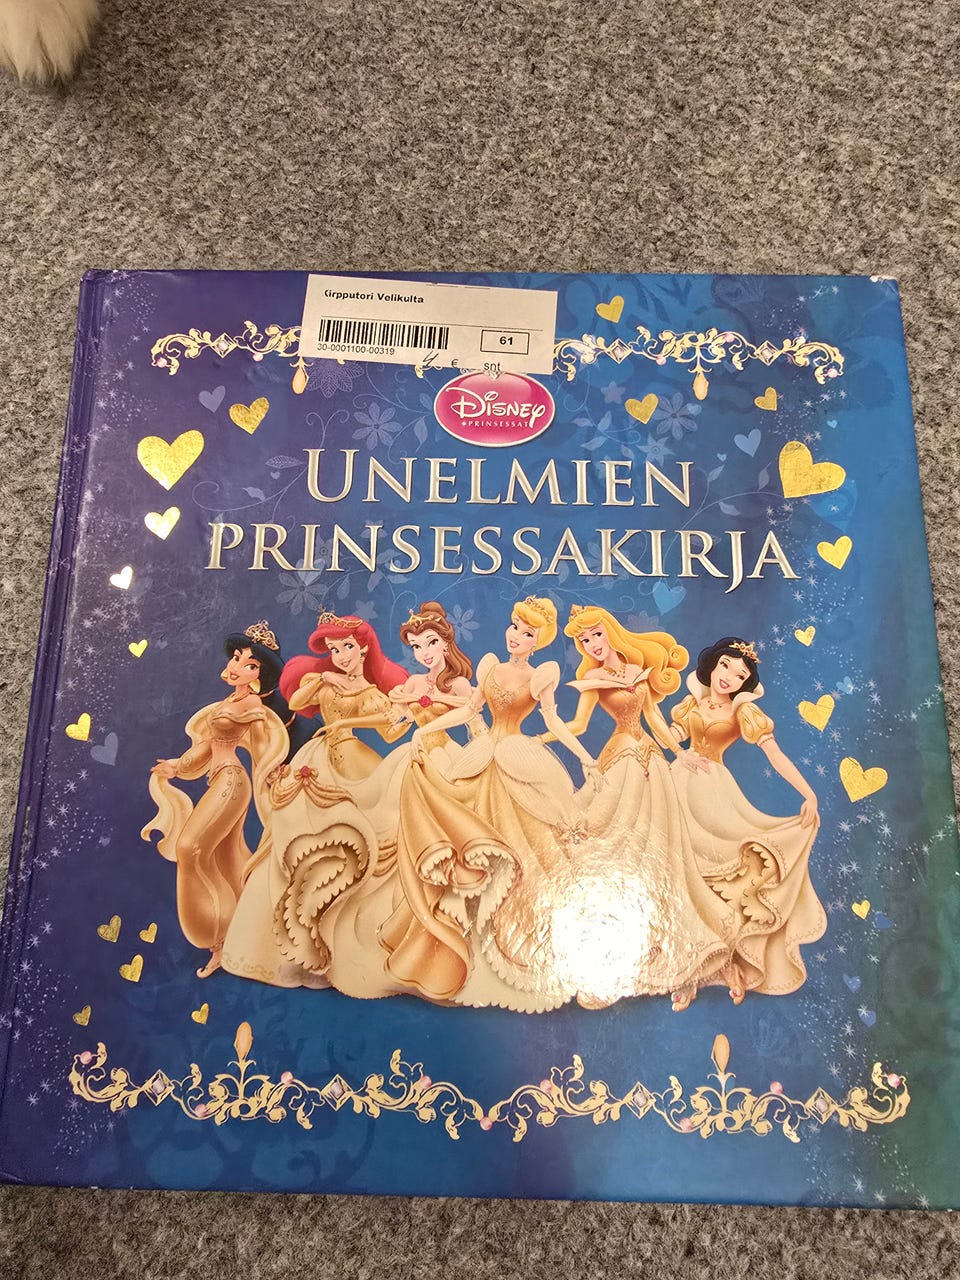 Kirpputori Velikulta
61
30-0001100-00319
4 € snt
Disney
PRINSESSAT
UNELMIEN
PRINSESSAKIRJA